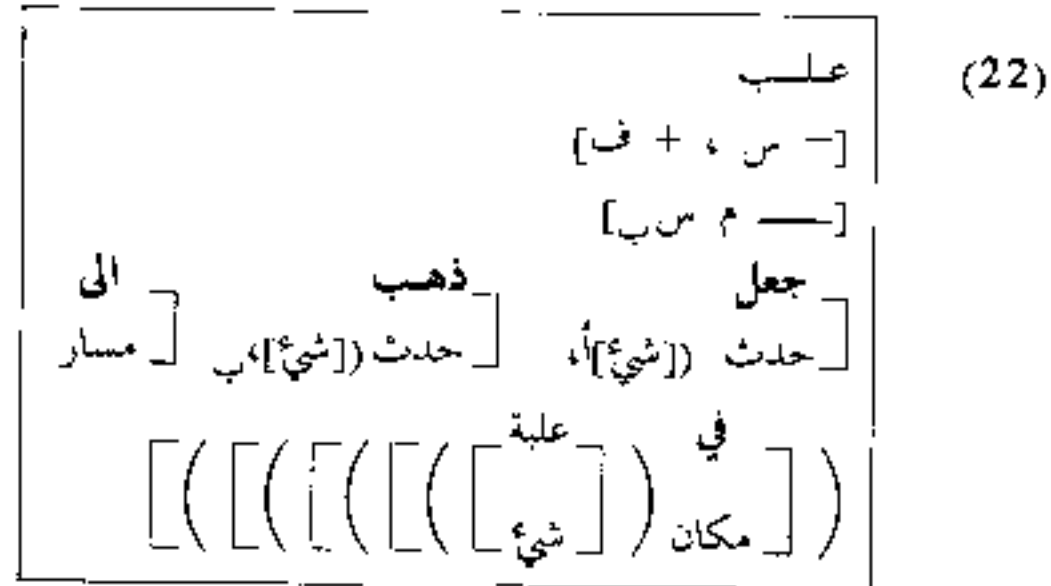 (22)
علب
[– س ، + ف]
[— م س ب]
جعل ذهب الى
[حدث ([شيء]أ، [حدث ([شيء]ب، [مسار
في علبة
( [مكان ( [شيء] ) ] ) ] ) ] ) ]